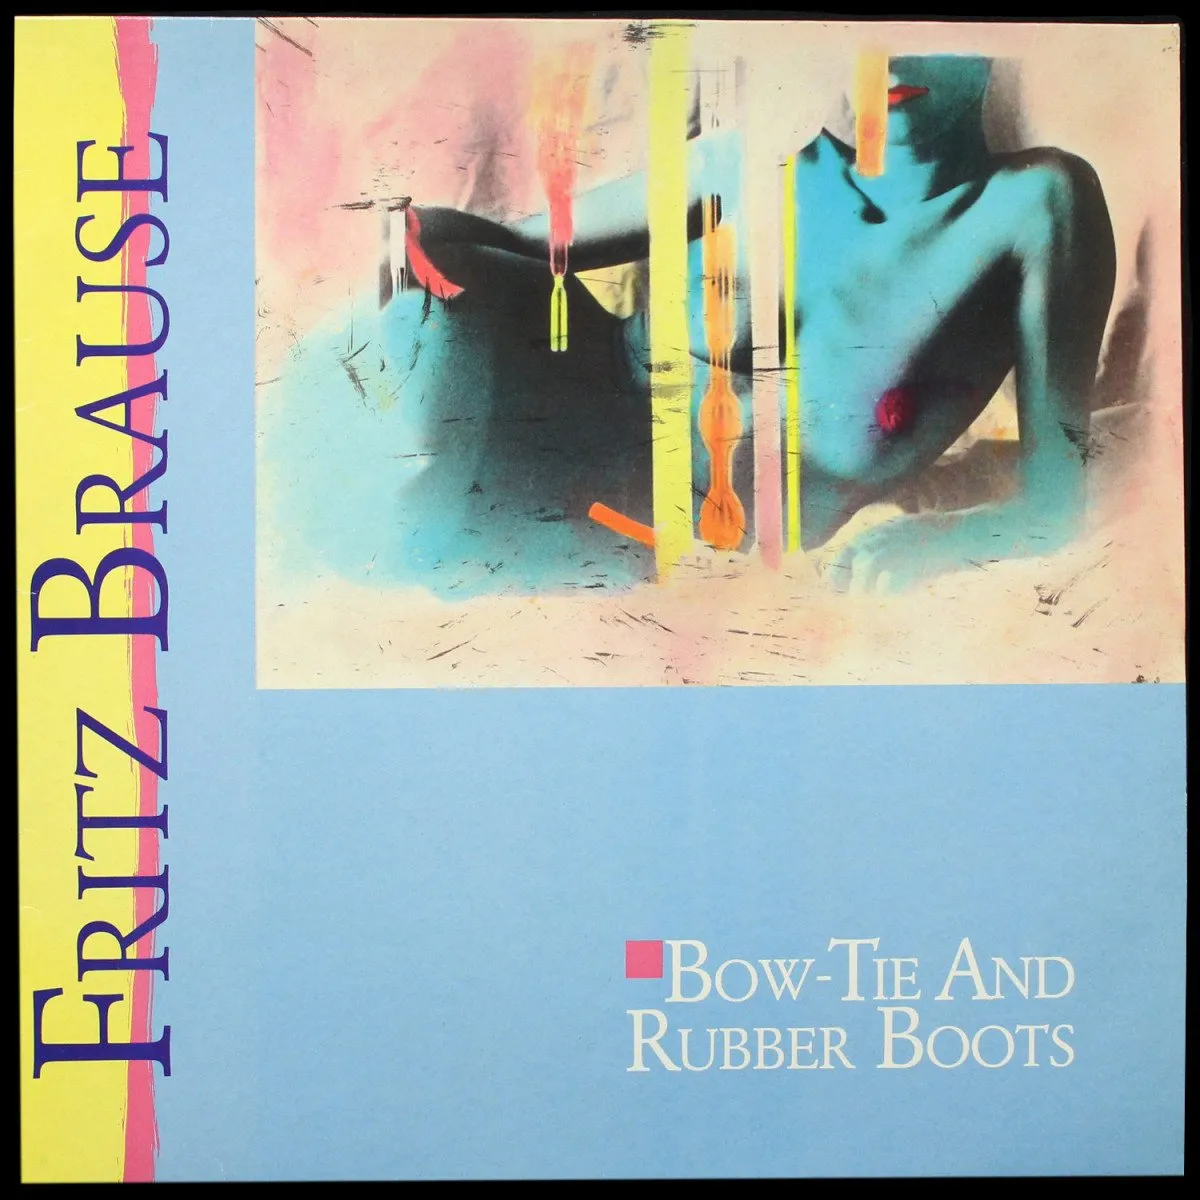 FRITZ BRAUSE
BOW-TIE AND
RUBBER BOOTS